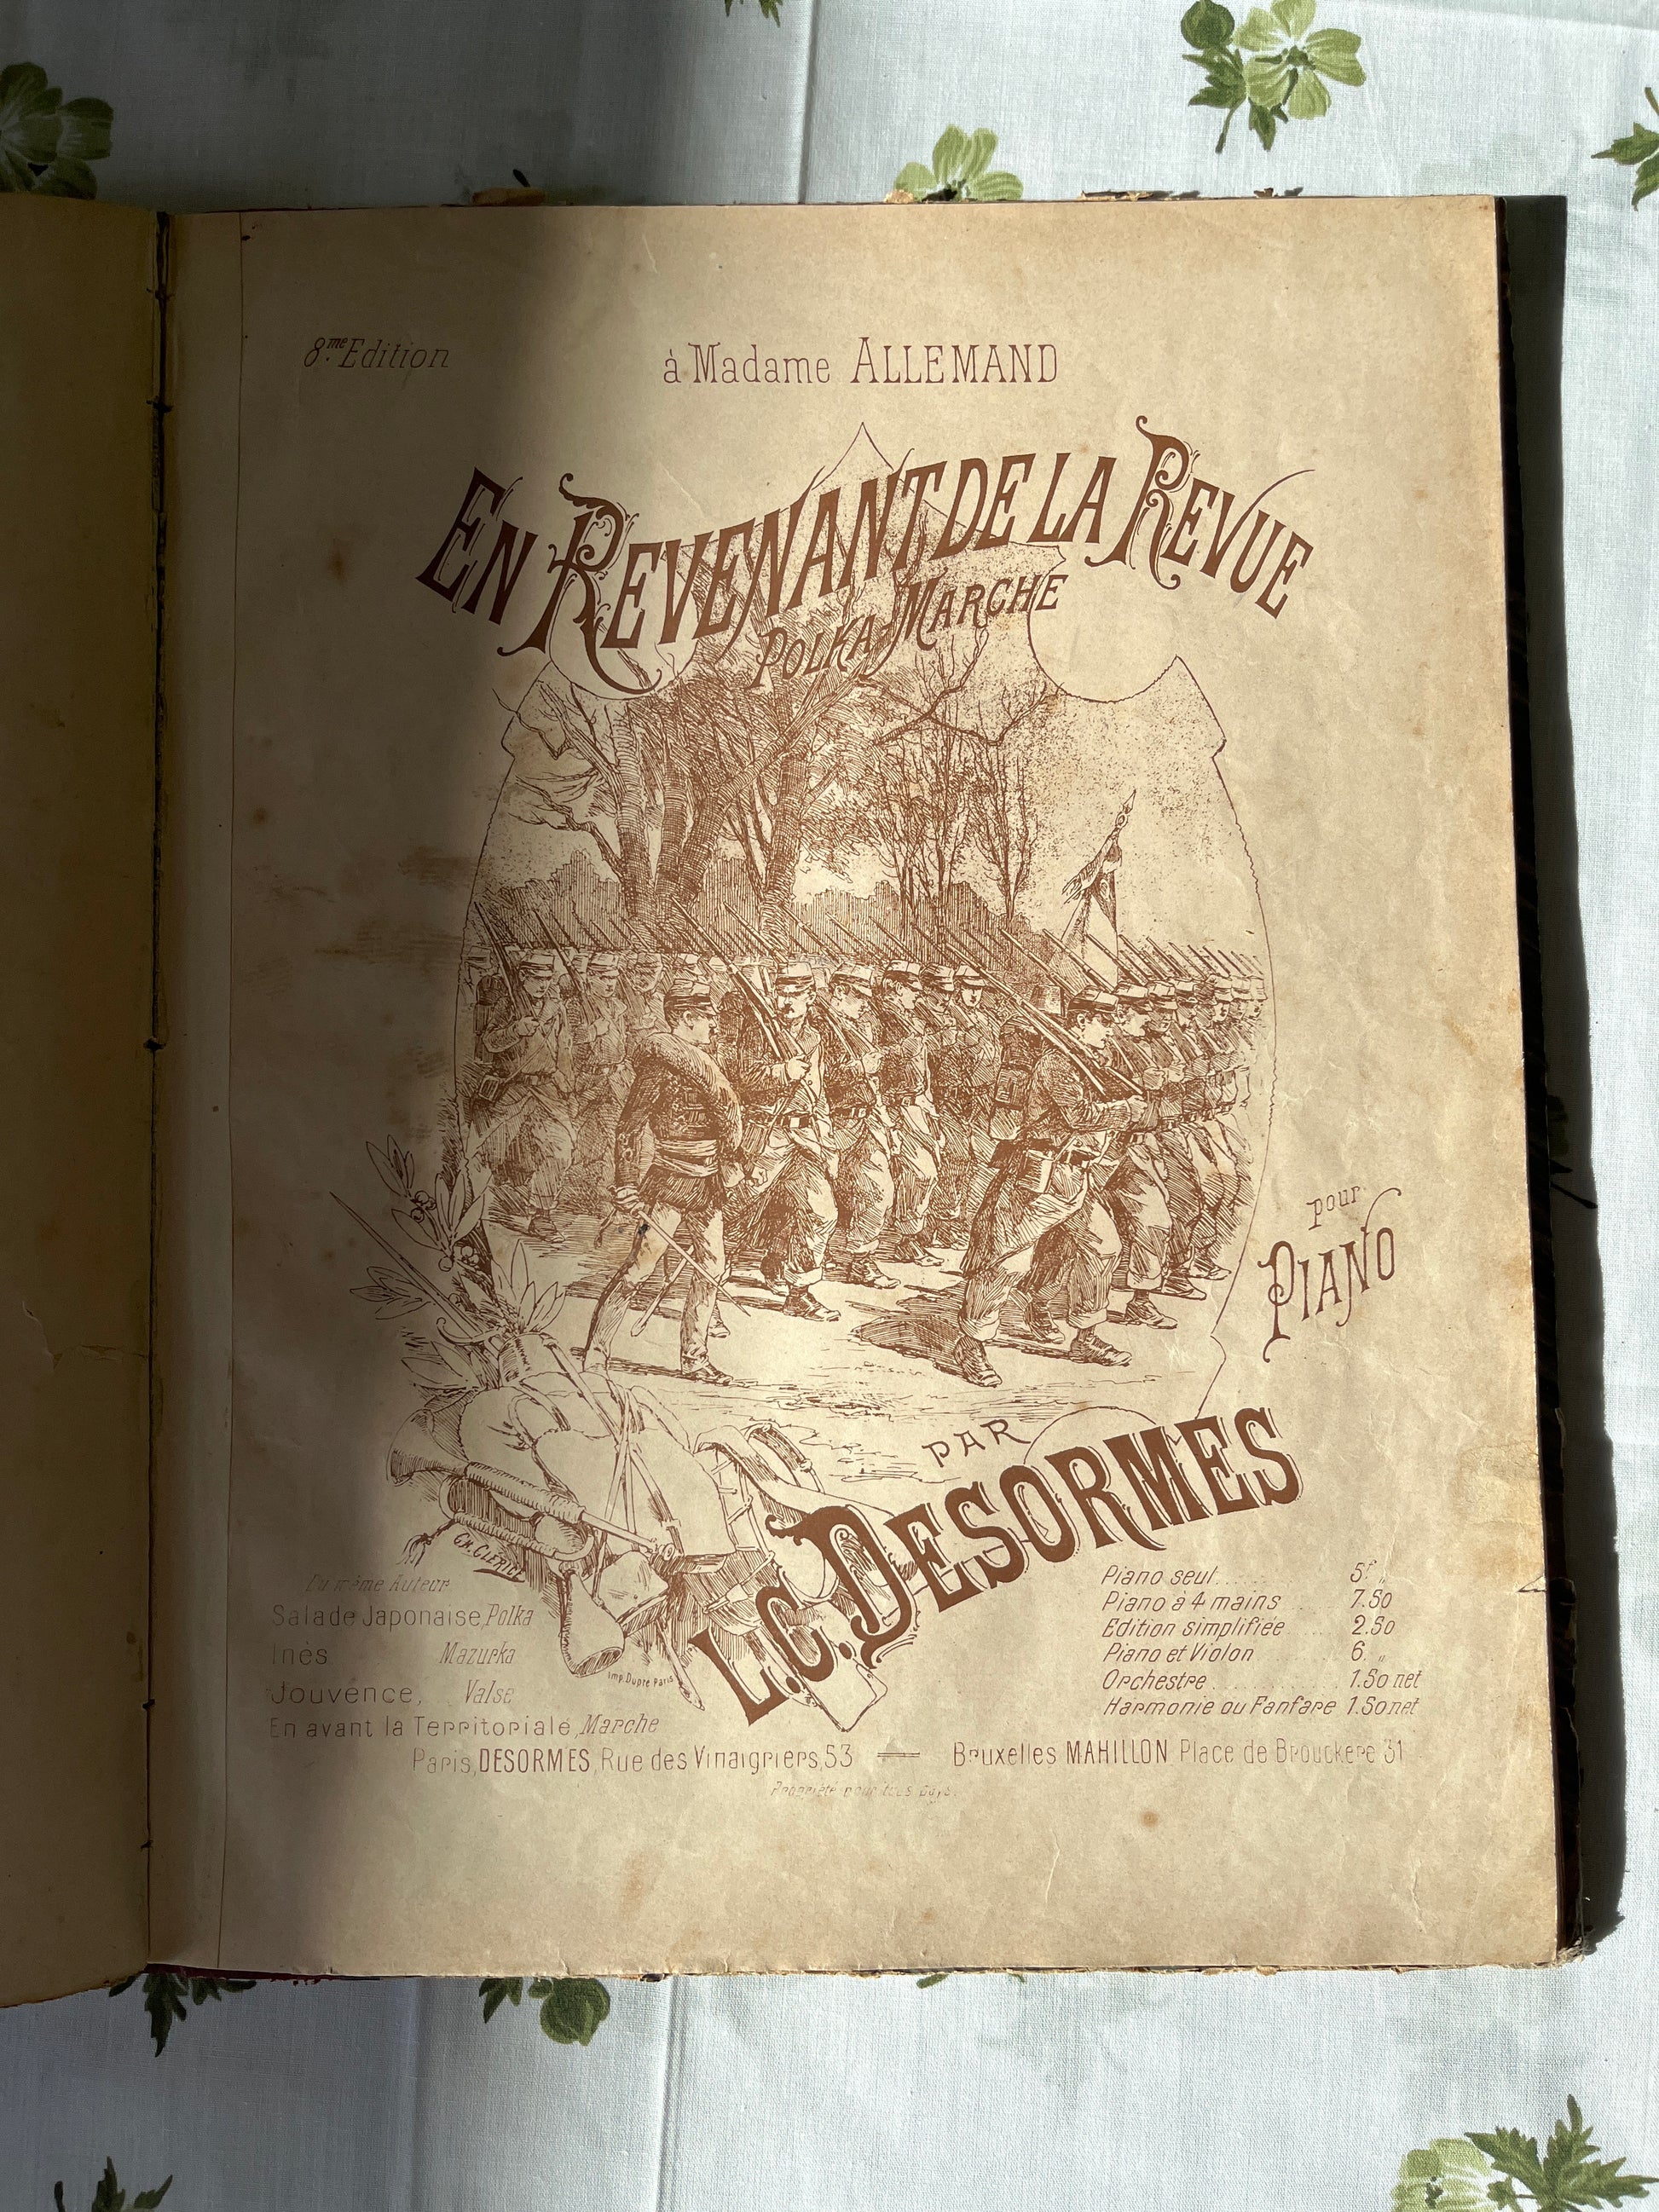 8.me Edition
à Madame ALLEMAND
EN REVENANT DE LA REVUE
POLKA-MARCHE
pour
PIANO
PAR
L.C. DESORMES
CH. CLÉRICE
Imp. Dupré Paris
Du même Auteur
Salade Japonaise, Polka
Inès Mazurka
Jouvence, . . Valse
En avant la Territoriale, Marche
Piano seul. . . . . . 5f „
Piano à 4 mains . . 7.50
Edition simplifiée . . . . 2.50
Piano et Violon . . . 6. „
Orchestre . . . . . . . . . . 1.50 net
Harmonie ou Fanfare 1.50 net
Paris, DESORMES, Rue des Vinaigriers, 53 — Bruxelles MAHILLON Place de Brouckere 31
Propriété pour tous pays.